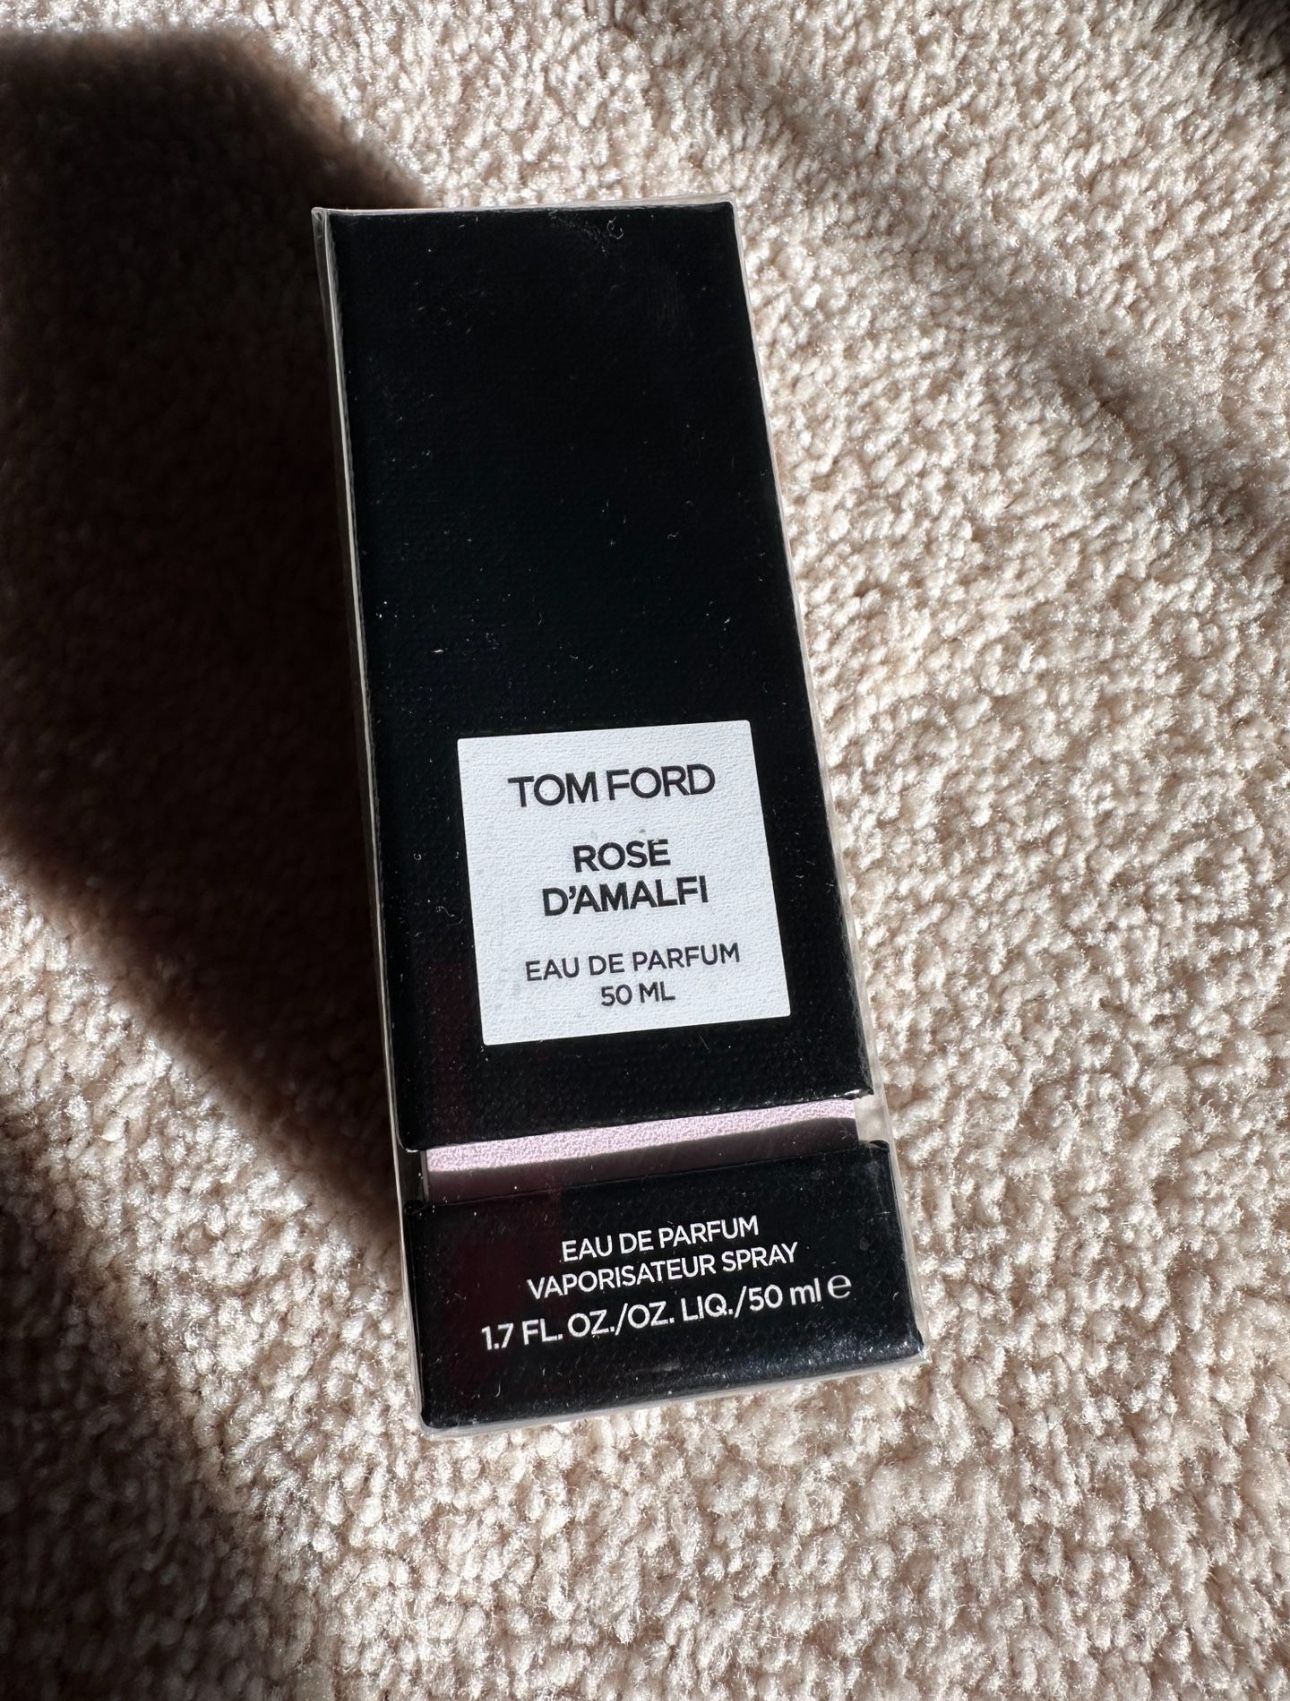 TOM FORD
ROSE
D'AMALFI
EAU DE PARFUM
50 ML
EAU DE PARFUM
VAPORISATEUR SPRAY
1.7 FL. OZ./OZ. LIQ./50 ml ℮